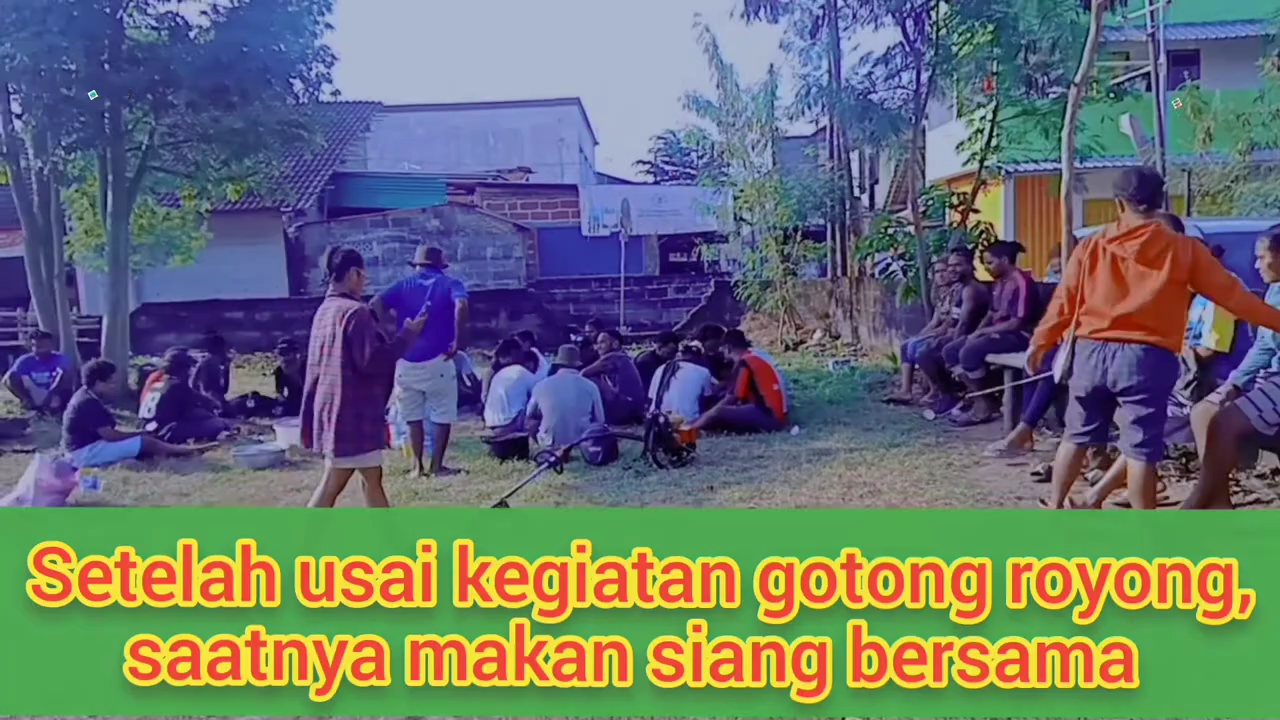 Setelah usai kegiatan gotong royong,
saatnya makan siang bersama